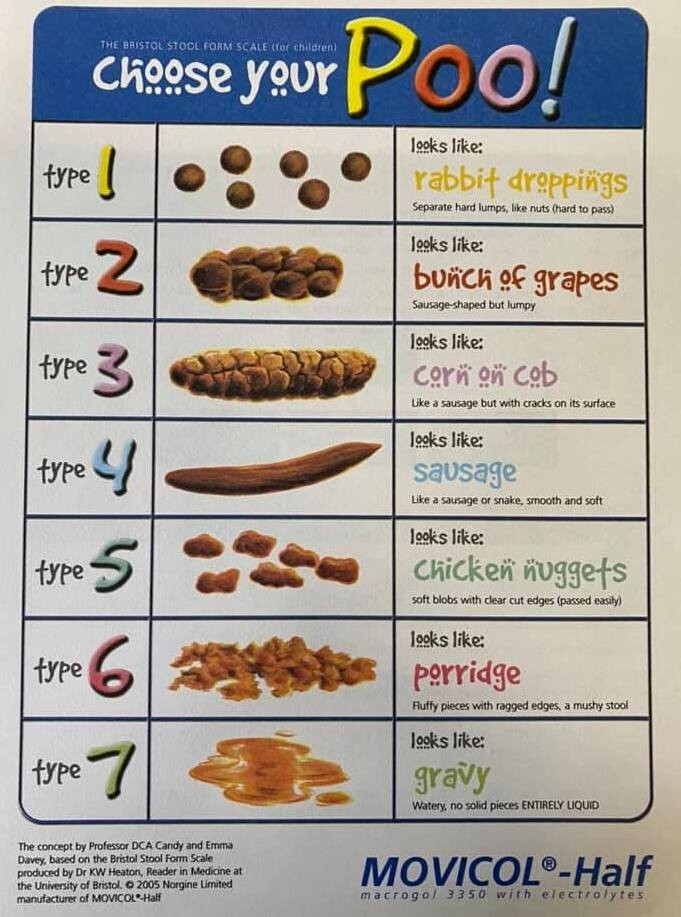 THE BRISTOL STOOL FORM SCALE (for children)
choose your Poo!
type 1
looks like:
rabbit droppings
Separate hard lumps, like nuts (hard to pass)
type 2
looks like:
bunch of grapes
Sausage-shaped but lumpy
type 3
looks like:
corn on cob
Like a sausage but with cracks on its surface
type 4
looks like:
sausage
Like a sausage or snake, smooth and soft
type 5
looks like:
chicken nuggets
soft blobs with clear cut edges (passed easily)
type 6
looks like:
porridge
Fluffy pieces with ragged edges, a mushy stool
type 7
looks like:
gravy
Watery, no solid pieces ENTIRELY LIQUID
The concept by Professor DCA Candy and Emma
Davey, based on the Bristol Stool Form Scale
produced by Dr KW Heaton, Reader in Medicine at
the University of Bristol. © 2005 Norgine Limited
manufacturer of MOVICOL®-Half
MOVICOL®-Half
macrogol 3350 with electrolytes